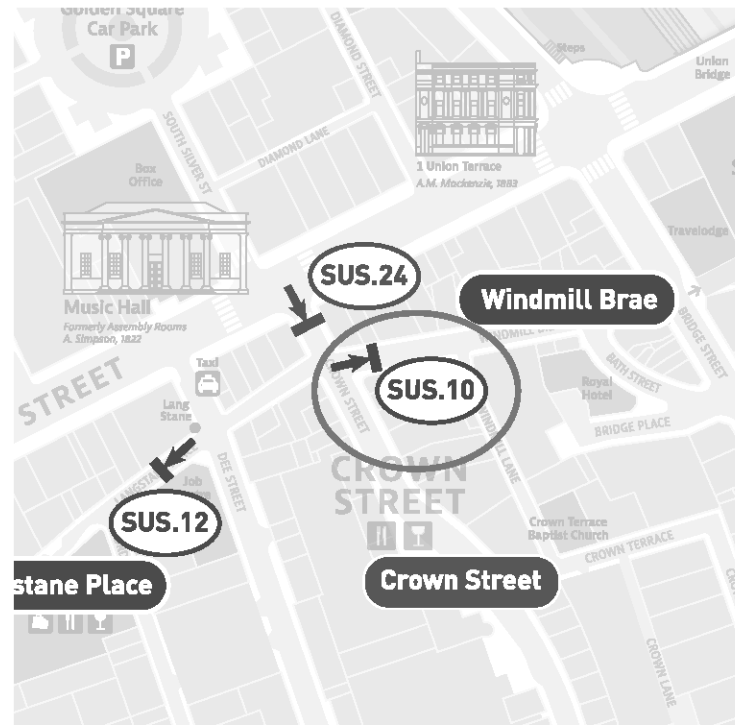 Golden Square
Car Park
P
DIAMOND STREET
Steps
Union
Bridge
SOUTH SILVER ST
DIAMOND LANE
Box
Office
1 Union Terrace
A.M. Mackenzie, 1883
Travelodge
SUS.24
Windmill Brae
Music Hall
Formerly Assembly Rooms
A. Simpson, 1822
WINDMILL
BRIDGE STREET
Taxi
STREET
CROWN STREET
SUS.10
BATH STREET
Royal
Hotel
Lang
Stane
WINDMILL LANE
BRIDGE PLACE
DEE STREET
CROWN
STREET
Job
SUS.12
Crown Terrace
Baptist Church
CROWN TERRACE
stane Place
Crown Street
CROWN LANE